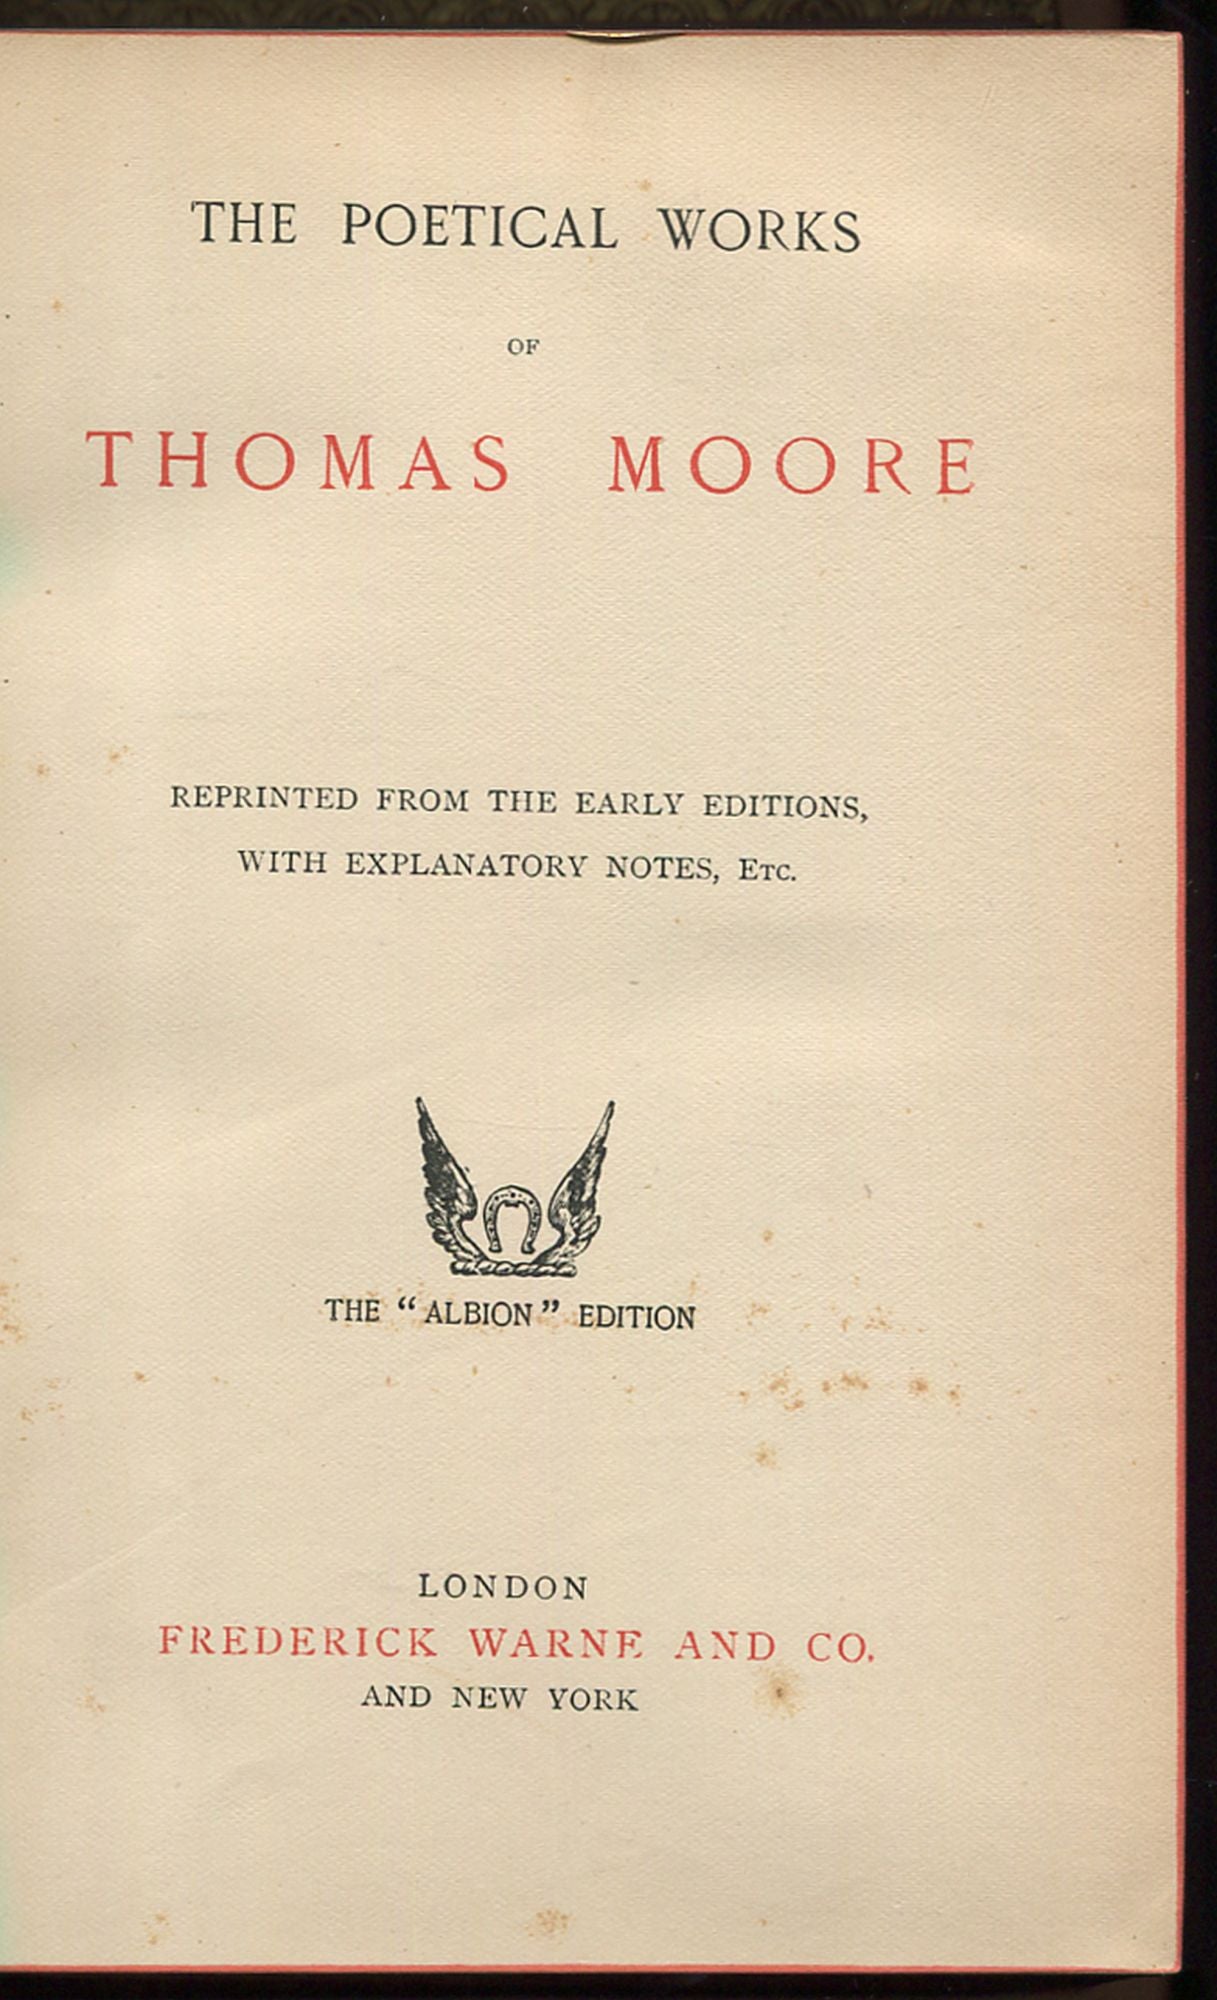 THE POETICAL WORKS
OF
THOMAS MOORE
REPRINTED FROM THE EARLY EDITIONS,
WITH EXPLANATORY NOTES, ETC.
THE “ALBION” EDITION
LONDON
FREDERICK WARNE AND CO.
AND NEW YORK